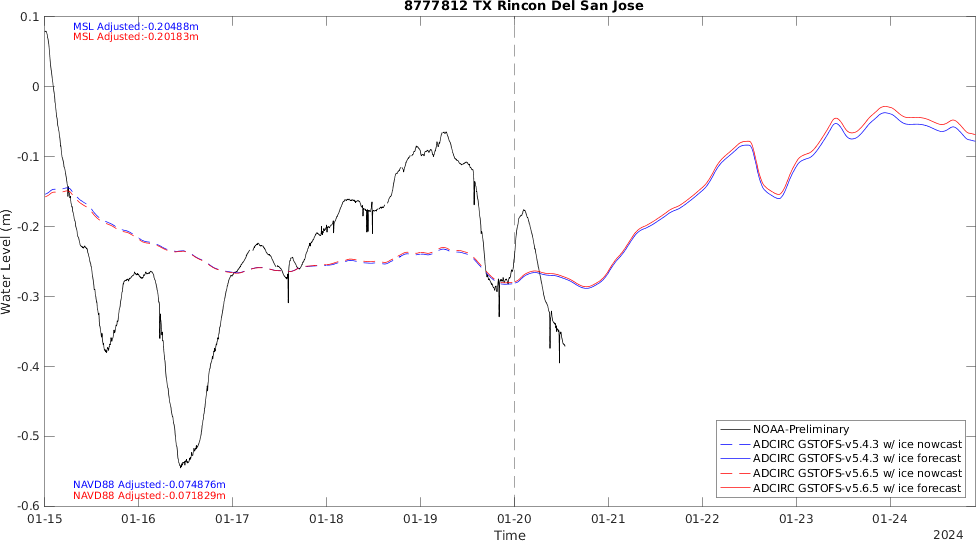 8777812 TX Rincon Del San Jose
MSL Adjusted:-0.20488m
MSL Adjusted:-0.20183m
0.1
0
-0.1
-0.2
-0.3
-0.4
-0.5
-0.6
Water Level (m)
NAVD88 Adjusted:-0.074876m
NAVD88 Adjusted:-0.071829m
NOAA-Preliminary
ADCIRC GSTOFS-v5.4.3 w/ ice nowcast
ADCIRC GSTOFS-v5.4.3 w/ ice forecast
ADCIRC GSTOFS-v5.6.5 w/ ice nowcast
ADCIRC GSTOFS-v5.6.5 w/ ice forecast
01-15 01-16 01-17 01-18 01-19 01-20 01-21 01-22 01-23 01-24
Time
2024